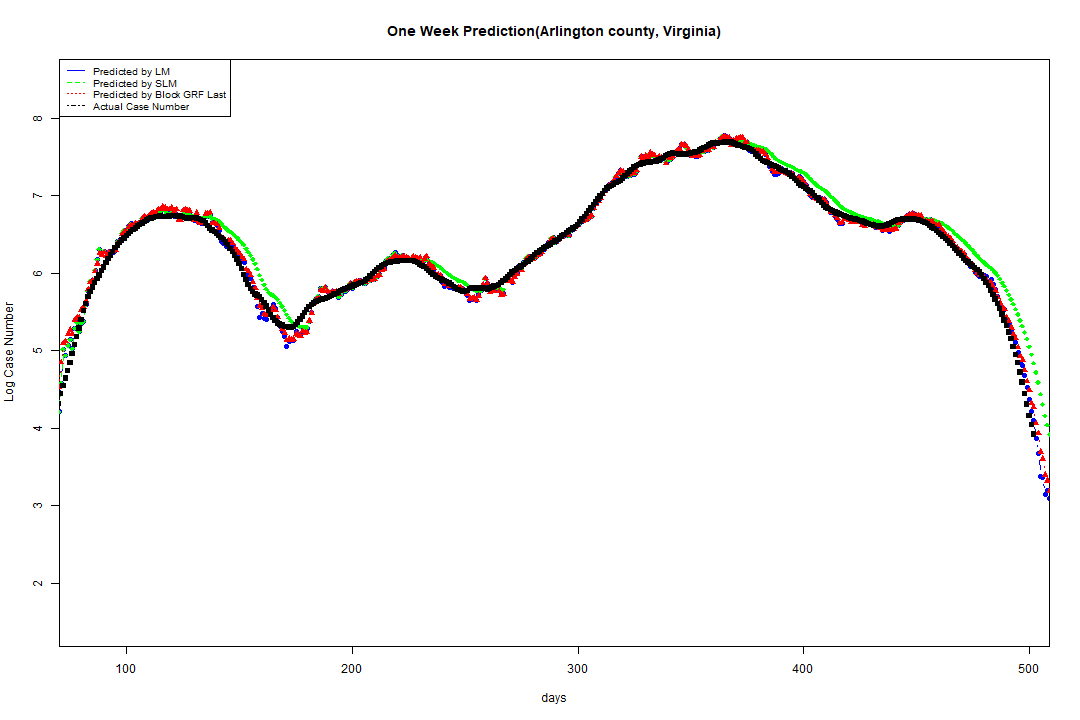 One Week Prediction(Arlington county, Virginia)
Predicted by LM
Predicted by SLM
Predicted by Block GRF Last
Actual Case Number
8
7
6
5
4
3
2
Log Case Number
100 200 300 400 500
days